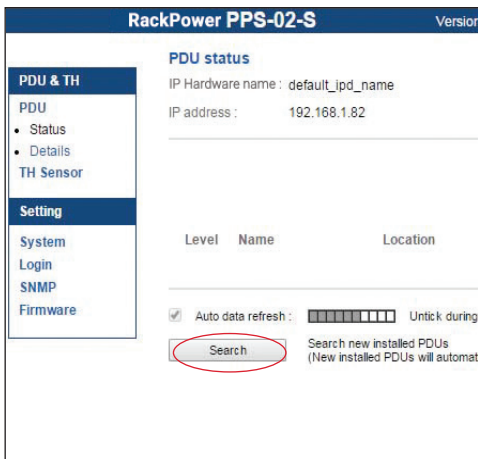 RackPower PPS-02-S Version
PDU & TH
PDU
• Status
• Details
TH Sensor
Setting
System
Login
SNMP
Firmware
PDU status
IP Hardware name : default_ipd_name
IP address : 192.168.1.82
Level Name Location
Auto data refresh : Untick during
Search
Search new installed PDUs
(New installed PDUs will automat